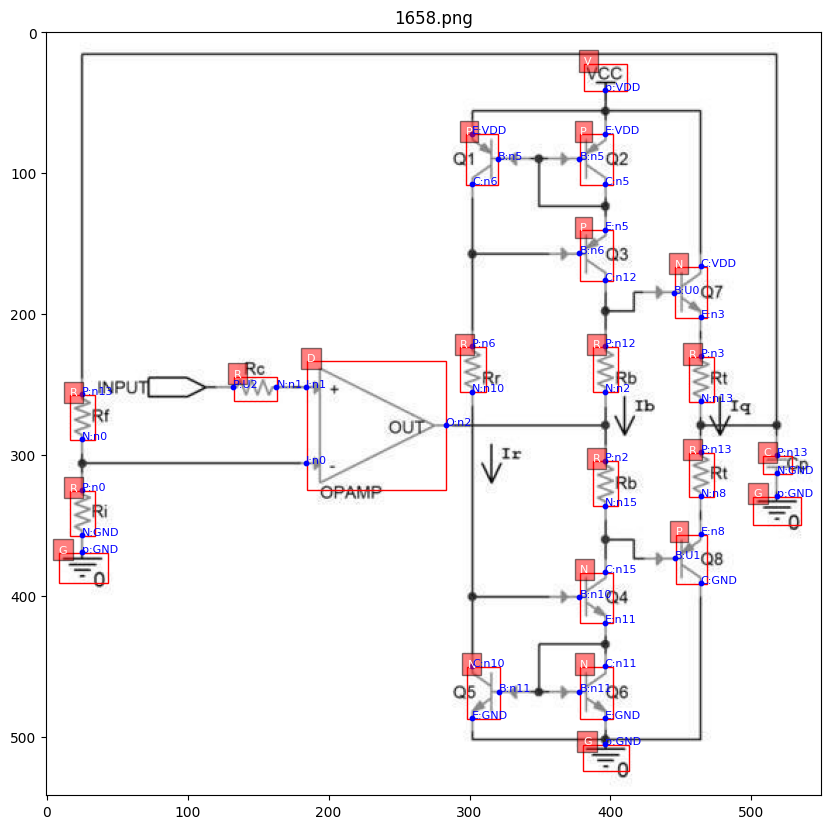 1658.png
0
100
200
300
400
500
V
VCC
p:VDD
P
E:VDD
P
E:VDD
Q1
B:n5
B:n5
Q2
C:n6
C:n5
P
E:n5
B:n6
Q3
C:n12
N
C:VDD
B:U0
Q7
E:n3
R
P:n6
Rr
N:n10
R
P:n12
Rb
N:n2
R
P:n3
Rt
N:n13
Ib
Iq
Ir
R
P:n13
Rf
N:n0
INPUT
R
Rc
P:U2
N:n1
D
I:n1
+
OUT
O:n2
-
I:n0
OPAMP
R
P:n0
Ri
N:GND
G
p:GND
0
R
P:n2
Rb
N:n15
R
P:n13
Rt
N:n8
C
P:n13
N:GND
G
p:GND
0
P
E:n8
B:U1
Q8
C:GND
N
C:n15
B:n10
Q4
E:n11
C:n10
N
C:n11
Q5
B:n11
B:n11
Q6
E:GND
E:GND
G
p:GND
0
0
100
200
300
400
500